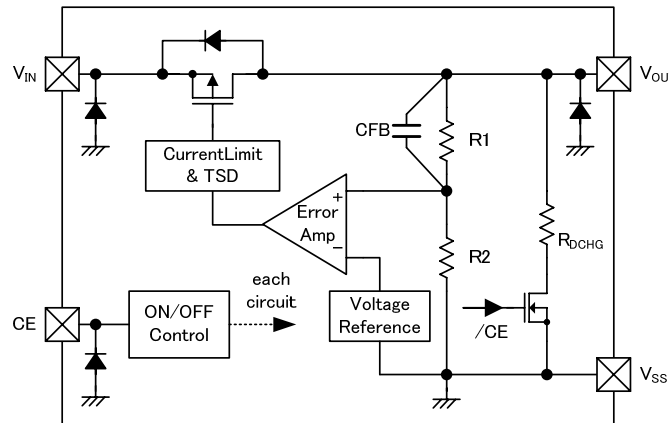 VIN
VOU
CurrentLimit
& TSD
CFB
R1
+
Error
Amp
−
R2
RDCHG
each
circuit
CE
ON/OFF
Control
Voltage
Reference
/CE
VSS